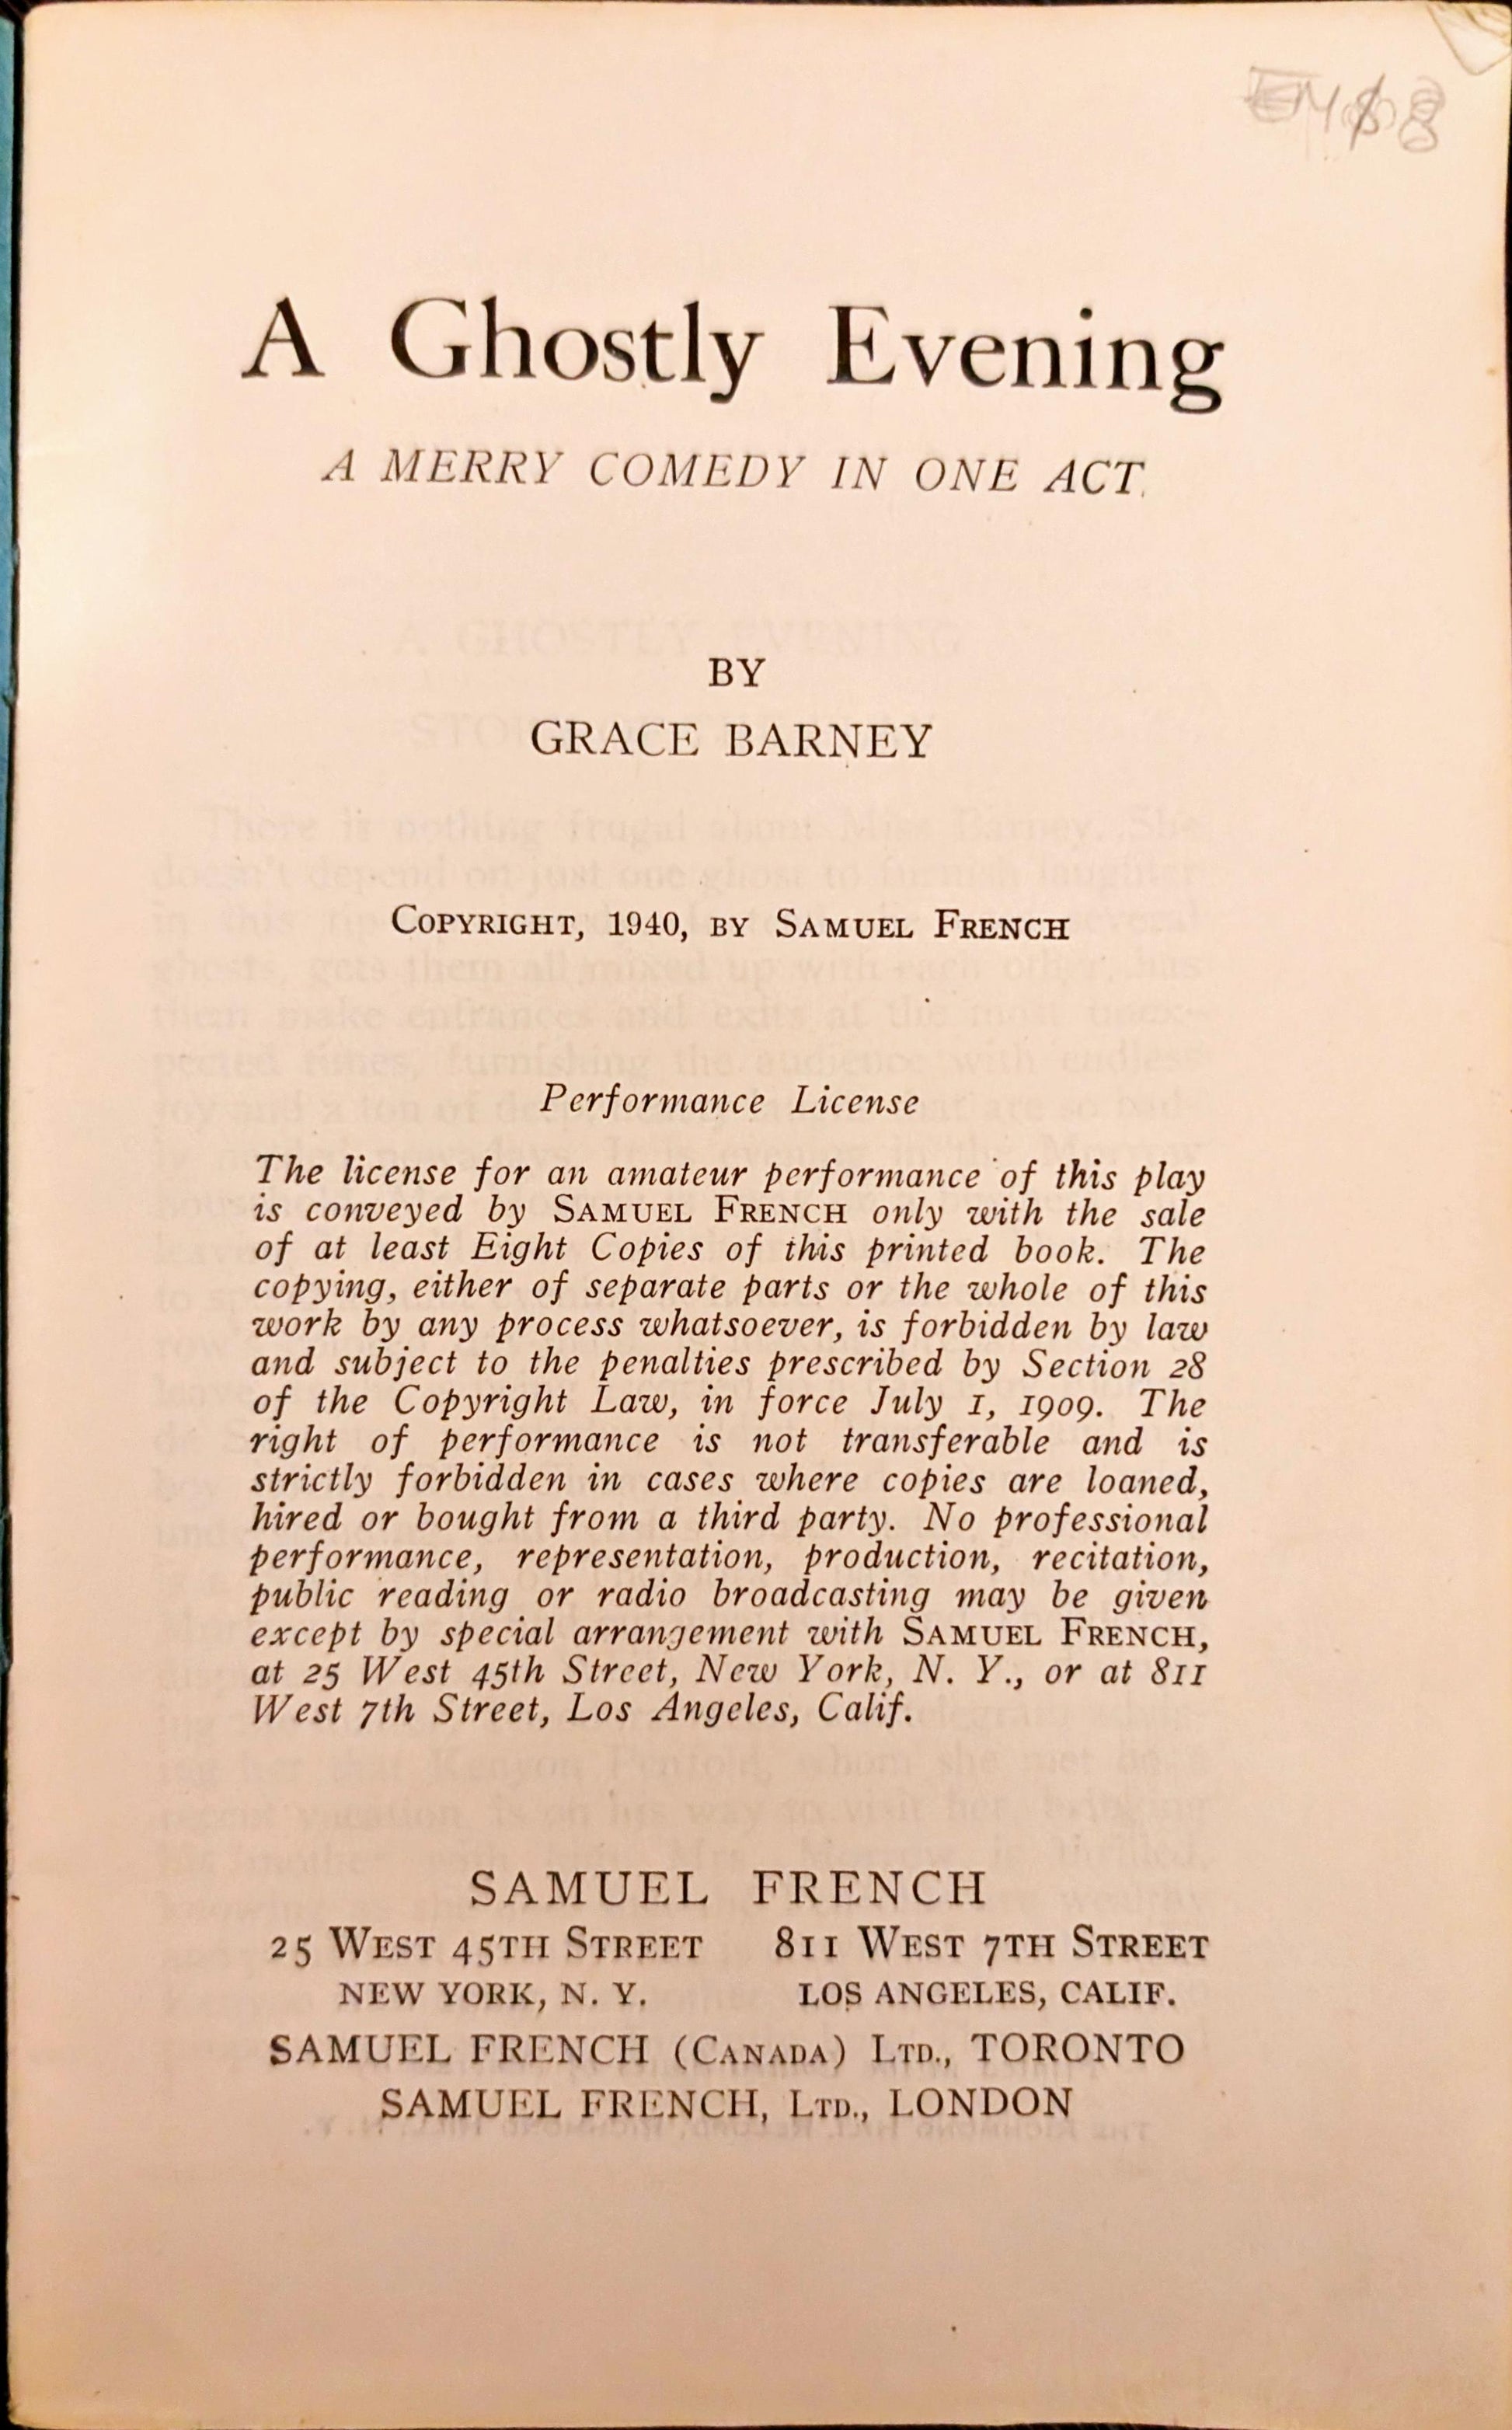 A Ghostly Evening
A MERRY COMEDY IN ONE ACT
BY
GRACE BARNEY
COPYRIGHT, 1940, BY SAMUEL FRENCH
Performance License
The license for an amateur performance of this play
is conveyed by SAMUEL FRENCH only with the sale
of at least Eight Copies of this printed book. The
copying, either of separate parts or the whole of this
work by any process whatsoever, is forbidden by law
and subject to the penalties prescribed by Section 28
of the Copyright Law, in force July 1, 1909. The
right of performance is not transferable and is
strictly forbidden in cases where copies are loaned,
hired or bought from a third party. No professional
performance, representation, production, recitation,
public reading or radio broadcasting may be given
except by special arrangement with SAMUEL FRENCH,
at 25 West 45th Street, New York, N. Y., or at 811
West 7th Street, Los Angeles, Calif.
SAMUEL FRENCH
25 WEST 45TH STREET 811 WEST 7TH STREET
NEW YORK, N. Y. LOS ANGELES, CALIF.
SAMUEL FRENCH (CANADA) LTD., TORONTO
SAMUEL FRENCH, LTD., LONDON